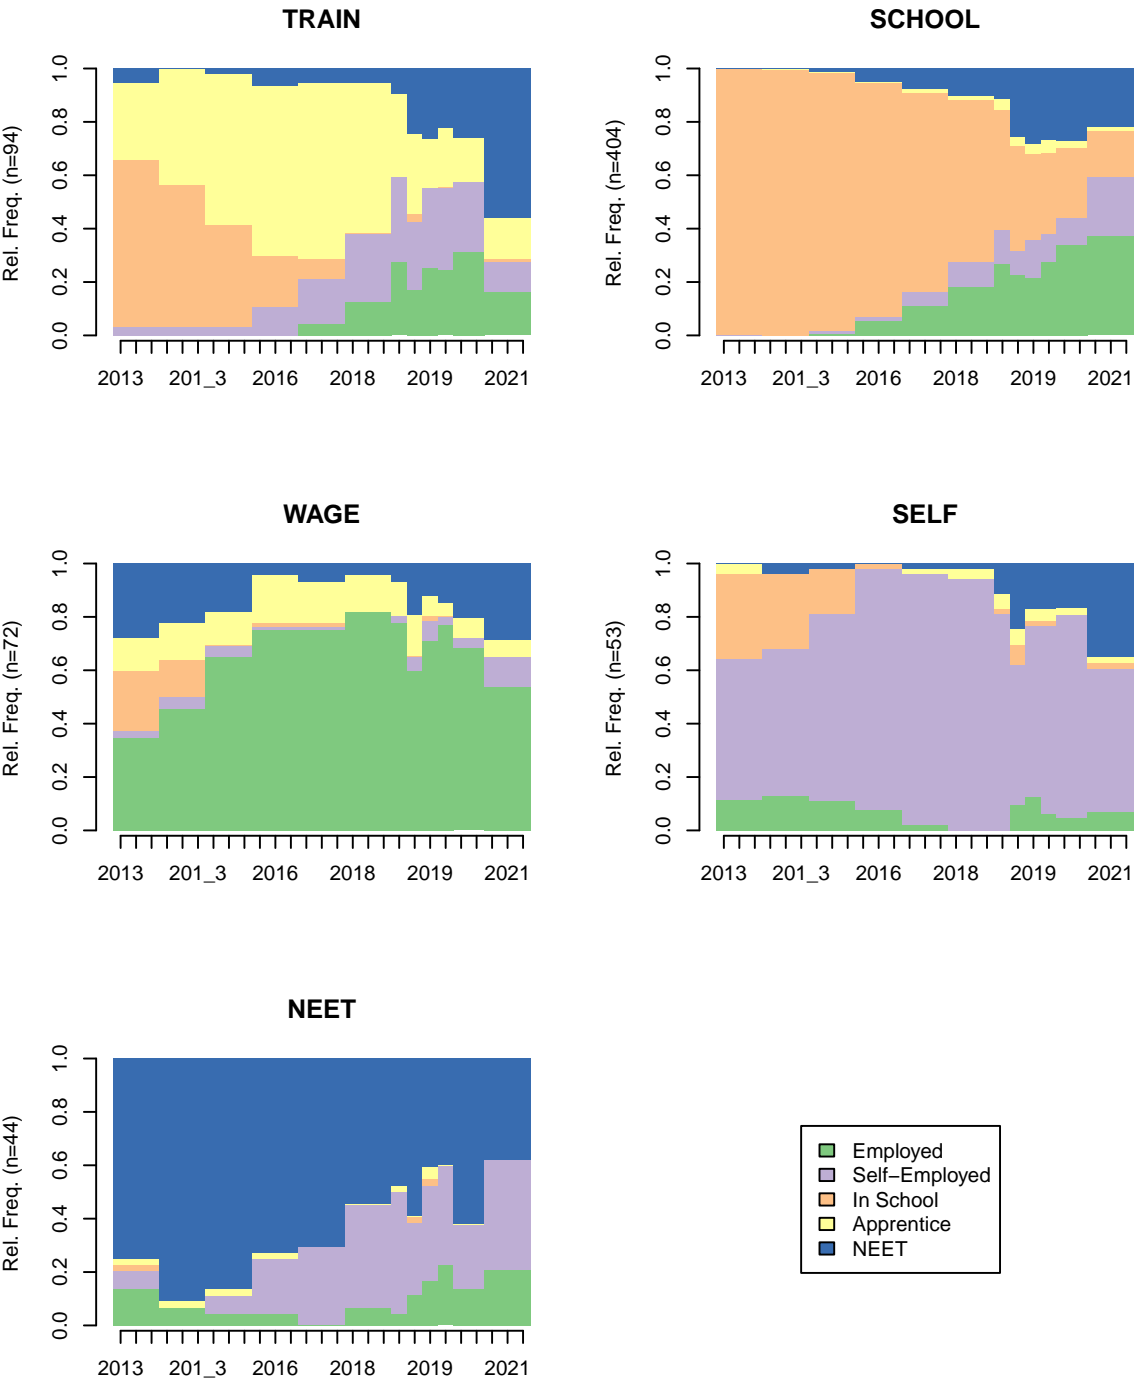 TRAIN
Rel. Freq. (n=94)
0.0 0.2 0.4 0.6 0.8 1.0
2013 201_3 2016 2018 2019 2021
SCHOOL
Rel. Freq. (n=404)
0.0 0.2 0.4 0.6 0.8 1.0
2013 201_3 2016 2018 2019 2021
WAGE
Rel. Freq. (n=72)
0.0 0.2 0.4 0.6 0.8 1.0
2013 201_3 2016 2018 2019 2021
SELF
Rel. Freq. (n=53)
0.0 0.2 0.4 0.6 0.8 1.0
2013 201_3 2016 2018 2019 2021
NEET
Rel. Freq. (n=44)
0.0 0.2 0.4 0.6 0.8 1.0
2013 201_3 2016 2018 2019 2021
Employed
Self−Employed
In School
Apprentice
NEET